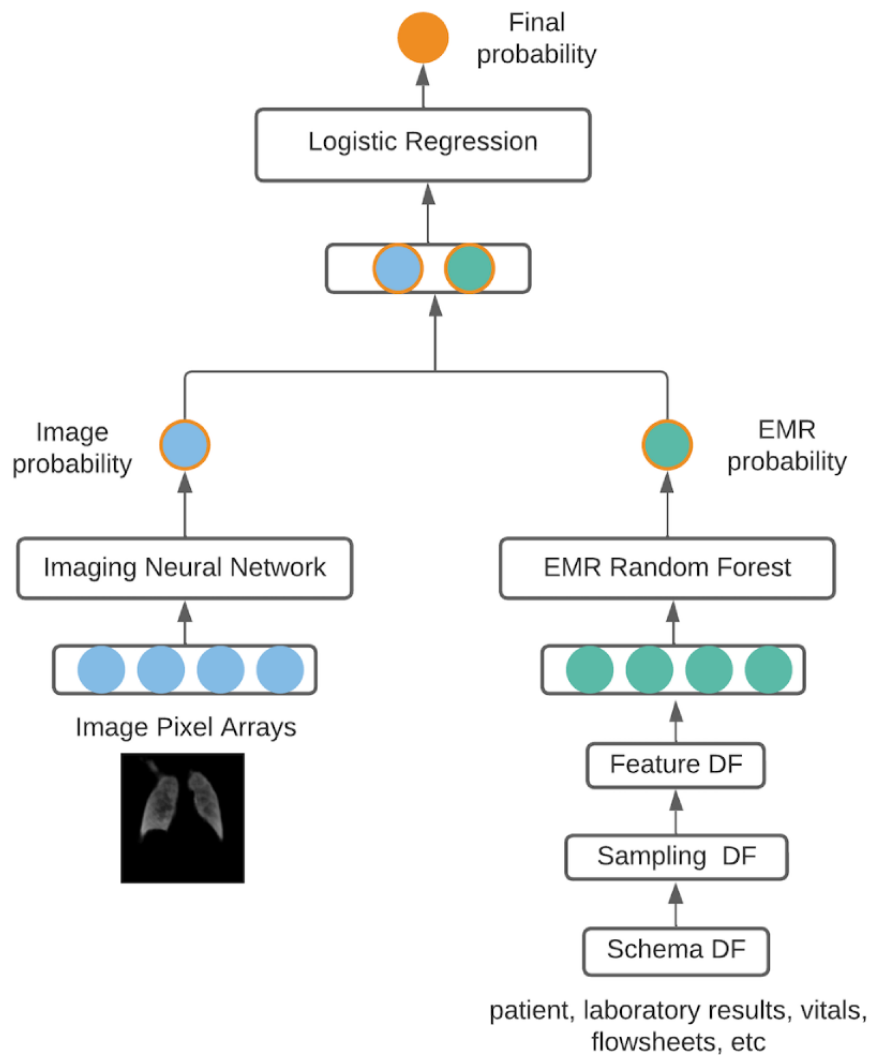 Final
probability
Logistic Regression
Image
probability
EMR
probability
Imaging Neural Network
EMR Random Forest
Image Pixel Arrays
Feature DF
Sampling DF
Schema DF
patient, laboratory results, vitals,
flowsheets, etc